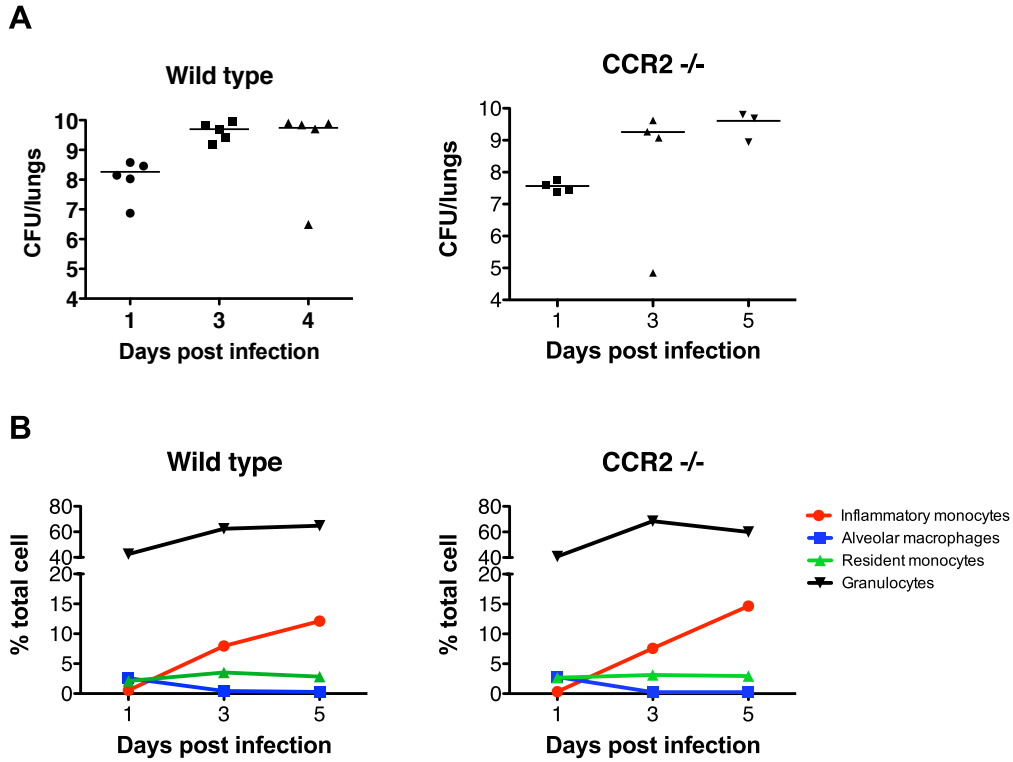 A
Wild type
CCR2 -/-
CFU/lungs
10
9
8
7
6
5
4
1
3
4
Days post infection
CFU/lungs
10
9
8
7
6
5
4
1
3
5
Days post infection
B
Wild type
CCR2 -/-
% total cell
80
60
40
20
15
10
5
0
1
3
5
Days post infection
% total cell
80
60
40
20
15
10
5
0
1
3
5
Days post infection
Inflammatory monocytes
Alveolar macrophages
Resident monocytes
Granulocytes